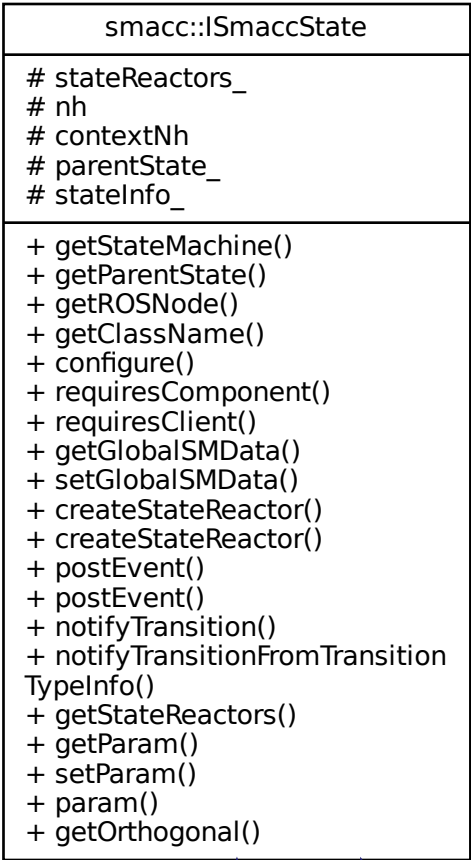 smacc::ISmaccState
# stateReactors_
# nh
# contextNh
# parentState_
# stateInfo_
+ getStateMachine()
+ getParentState()
+ getROSNode()
+ getClassName()
+ configure()
+ requiresComponent()
+ requiresClient()
+ getGlobalSMData()
+ setGlobalSMData()
+ createStateReactor()
+ createStateReactor()
+ postEvent()
+ postEvent()
+ notifyTransition()
+ notifyTransitionFromTransition
TypeInfo()
+ getStateReactors()
+ getParam()
+ setParam()
+ param()
+ getOrthogonal()